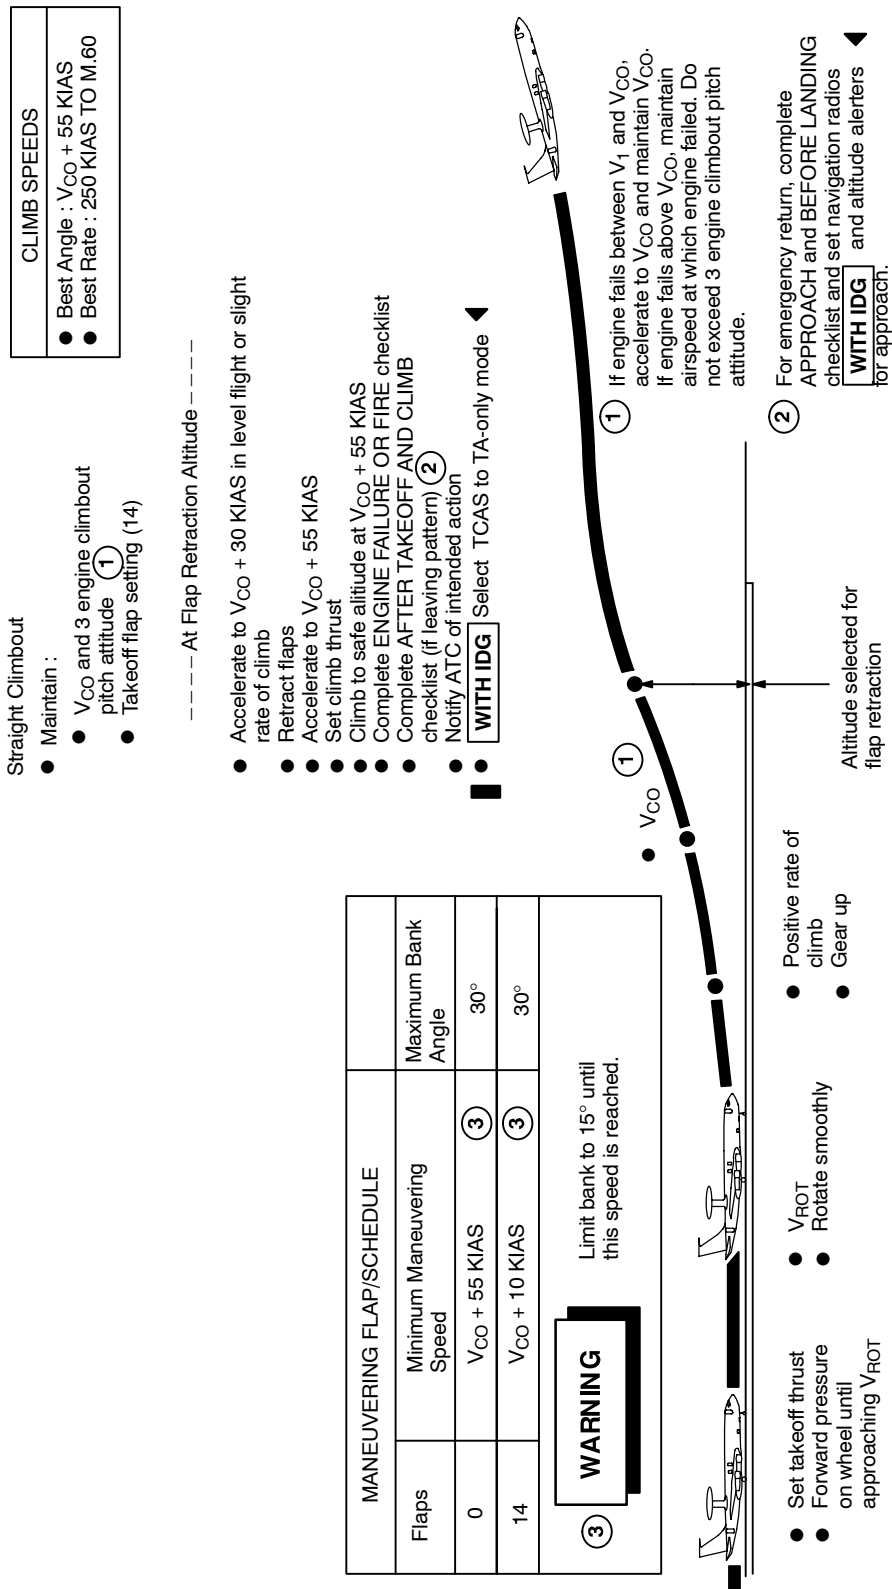 Straight Climbout
● Maintain :
● VCO and 3 engine climbout
pitch attitude ①
● Takeoff flap setting (14)
– – – – At Flap Retraction Altitude – – – –
● Accelerate to VCO + 30 KIAS in level flight or slight
rate of climb
● Retract flaps
● Accelerate to VCO + 55 KIAS
● Set climb thrust
● Climb to safe alitiude at VCO + 55 KIAS
● Complete ENGINE FAILURE OR FIRE checklist
● Complete AFTER TAKEOFF AND CLIMB
checklist (if leaving pattern) ②
● Notify ATC of intended action
● WITH IDG Select TCAS to TA-only mode ◀
CLIMB SPEEDS
● Best Angle : VCO + 55 KIAS
● Best Rate : 250 KIAS TO M.60
MANEUVERING FLAP/SCHEDULE
Flaps Minimum Maneuvering Maximum Bank
Speed Angle
0 VCO + 55 KIAS ③ 30°
14 VCO + 10 KIAS ③ 30°
③ WARNING
Limit bank to 15° until
this speed is reached.
● VCO
①
① If engine fails between V1 and VCO,
accelerate to VCO and maintain VCO.
If engine fails above VCO, maintain
airspeed at which engine failed. Do
not exceed 3 engine climbout pitch
attitude.
② For emergency return, complete
APPROACH and BEFORE LANDING
checklist and set navigation radios
WITH IDG and altitude alerters ◀
for approach.
● Set takeoff thrust
● Forward pressure
on wheel until
approaching VROT
● VROT
● Rotate smoothly
● Positive rate of
climb
● Gear up
Altitude selected for
flap retraction